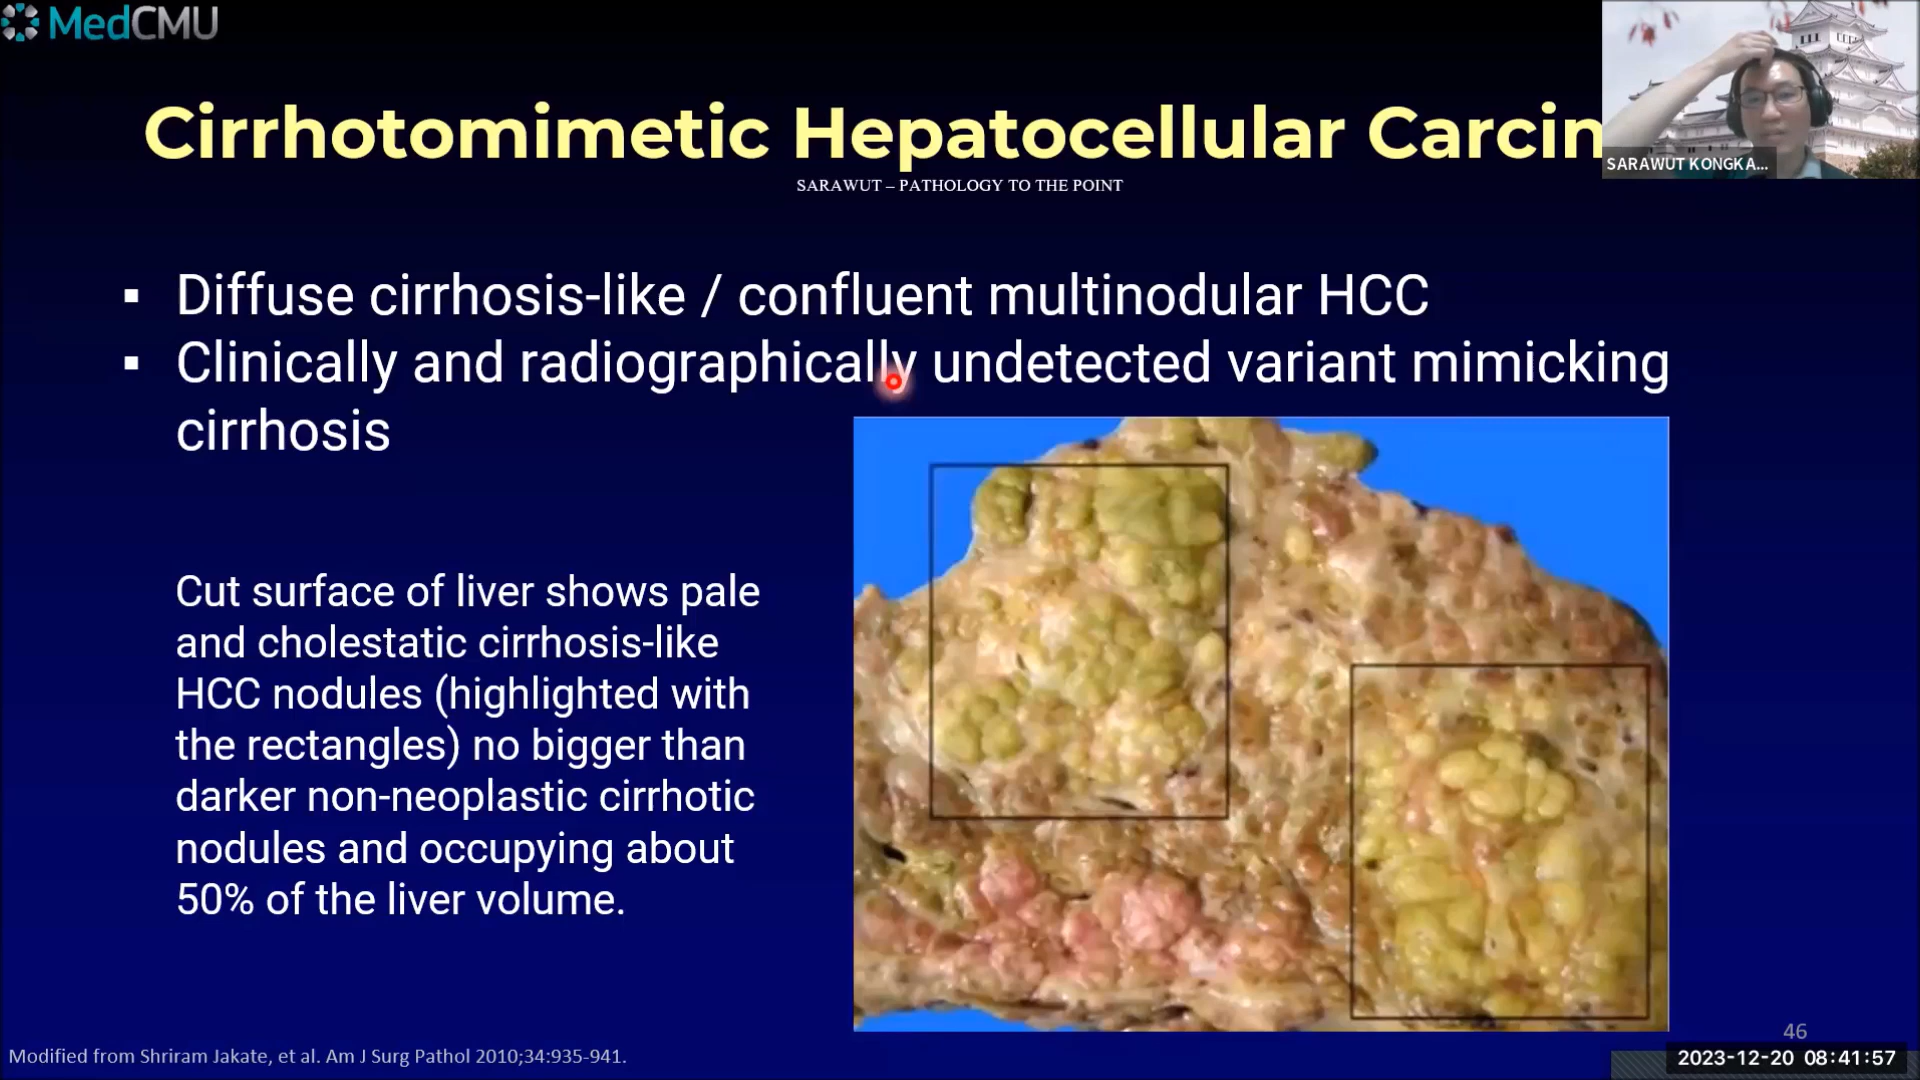 MedCMU
Cirrhotomimetic Hepatocellular Carcin
SARAWUT KONGKA...
SARAWUT – PATHOLOGY TO THE POINT
▪ Diffuse cirrhosis-like / confluent multinodular HCC
▪ Clinically and radiographically undetected variant mimicking
cirrhosis
Cut surface of liver shows pale
and cholestatic cirrhosis-like
HCC nodules (highlighted with
the rectangles) no bigger than
darker non-neoplastic cirrhotic
nodules and occupying about
50% of the liver volume.
46
Modified from Shriram Jakate, et al. Am J Surg Pathol 2010;34:935-941.
2023-12-20 08:41:57